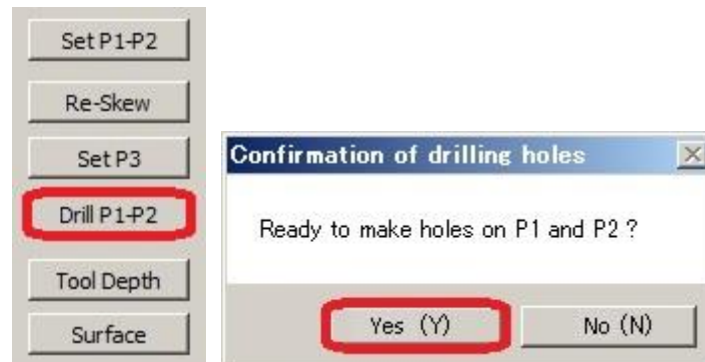 Set P1-P2
Re-Skew
Set P3
Drill P1-P2
Tool Depth
Surface
Confirmation of drilling holes
Ready to make holes on P1 and P2 ?
Yes (Y)
No (N)